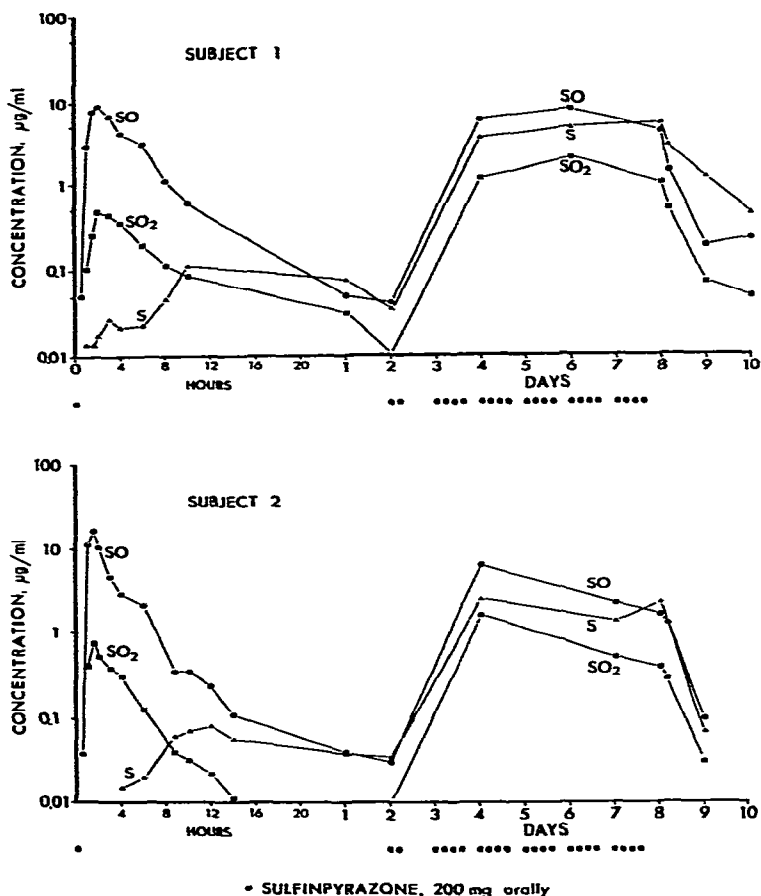 SUBJECT 1
CONCENTRATION, µg/ml
100
10
1
0.1
0.01
SO
SO2
S
SO
S
SO2
0 4 8 12 16 20 1 2 3 4 5 6 7 8 9 10
HOURS
DAYS
SUBJECT 2
CONCENTRATION, µg/ml
100
10
1
0.1
0.01
SO
SO2
S
SO
S
SO2
4 8 12 16 20 1 2 3 4 5 6 7 8 9 10
HOURS
DAYS
• SULFINPYRAZONE, 200 mg orally